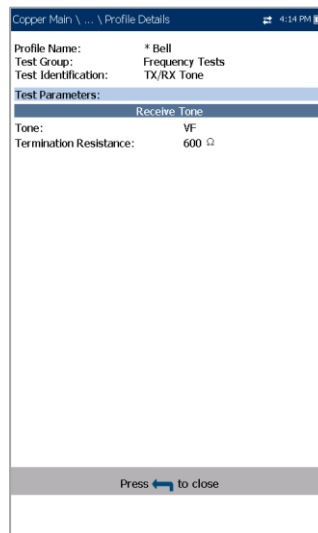 Copper Main \ ... \ Profile Details 4:14 PM
Profile Name: * Bell
Test Group: Frequency Tests
Test Identification: TX/RX Tone
Test Parameters:
Receive Tone
Tone: VF
Termination Resistance: 600 Ω
Press to close